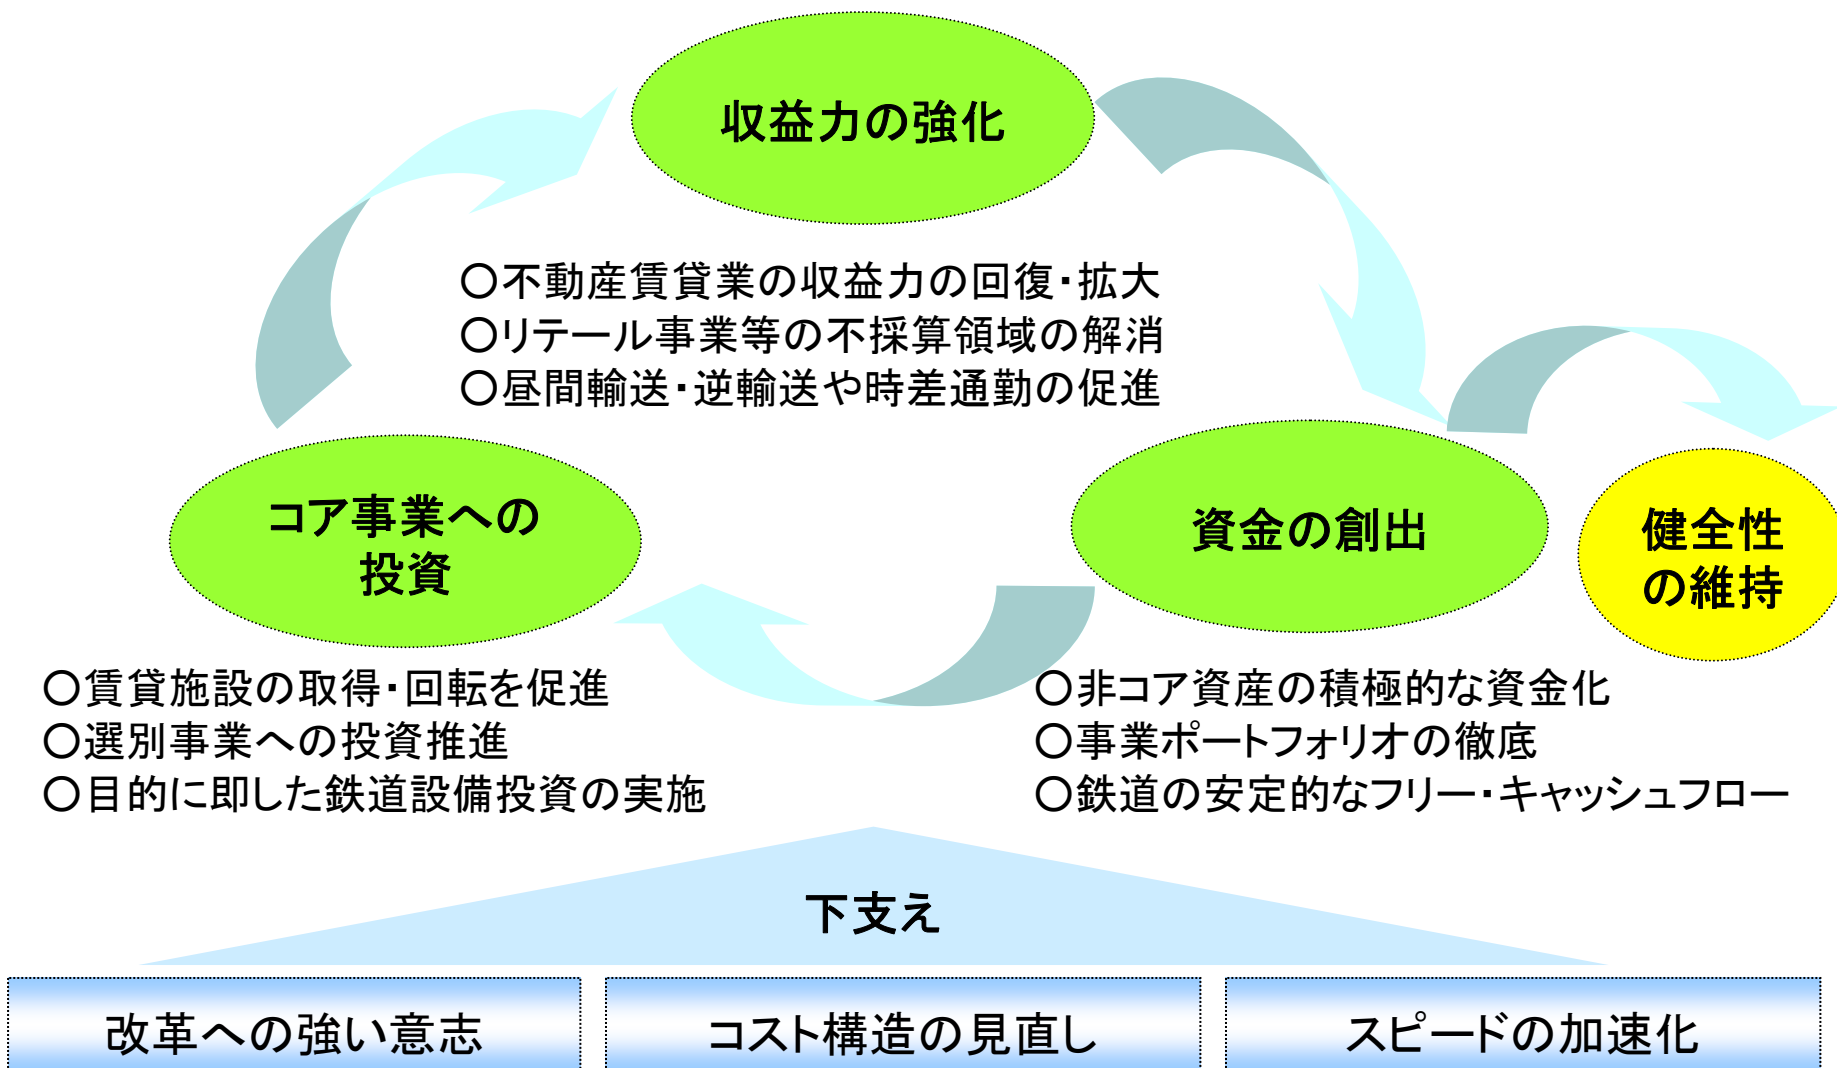 収益力の強化
〇不動産賃貸業の収益力の回復・拡大
〇リテール事業等の不採算領域の解消
〇昼間輸送・逆輸送や時差通勤の促進
コア事業への
投資
資金の創出
健全性
の維持
〇賃貸施設の取得・回転を促進
〇選別事業への投資推進
〇目的に即した鉄道設備投資の実施
〇非コア資産の積極的な資金化
〇事業ポートフォリオの徹底
〇鉄道の安定的なフリー・キャッシュフロー
下支え
改革への強い意志
コスト構造の見直し
スピードの加速化